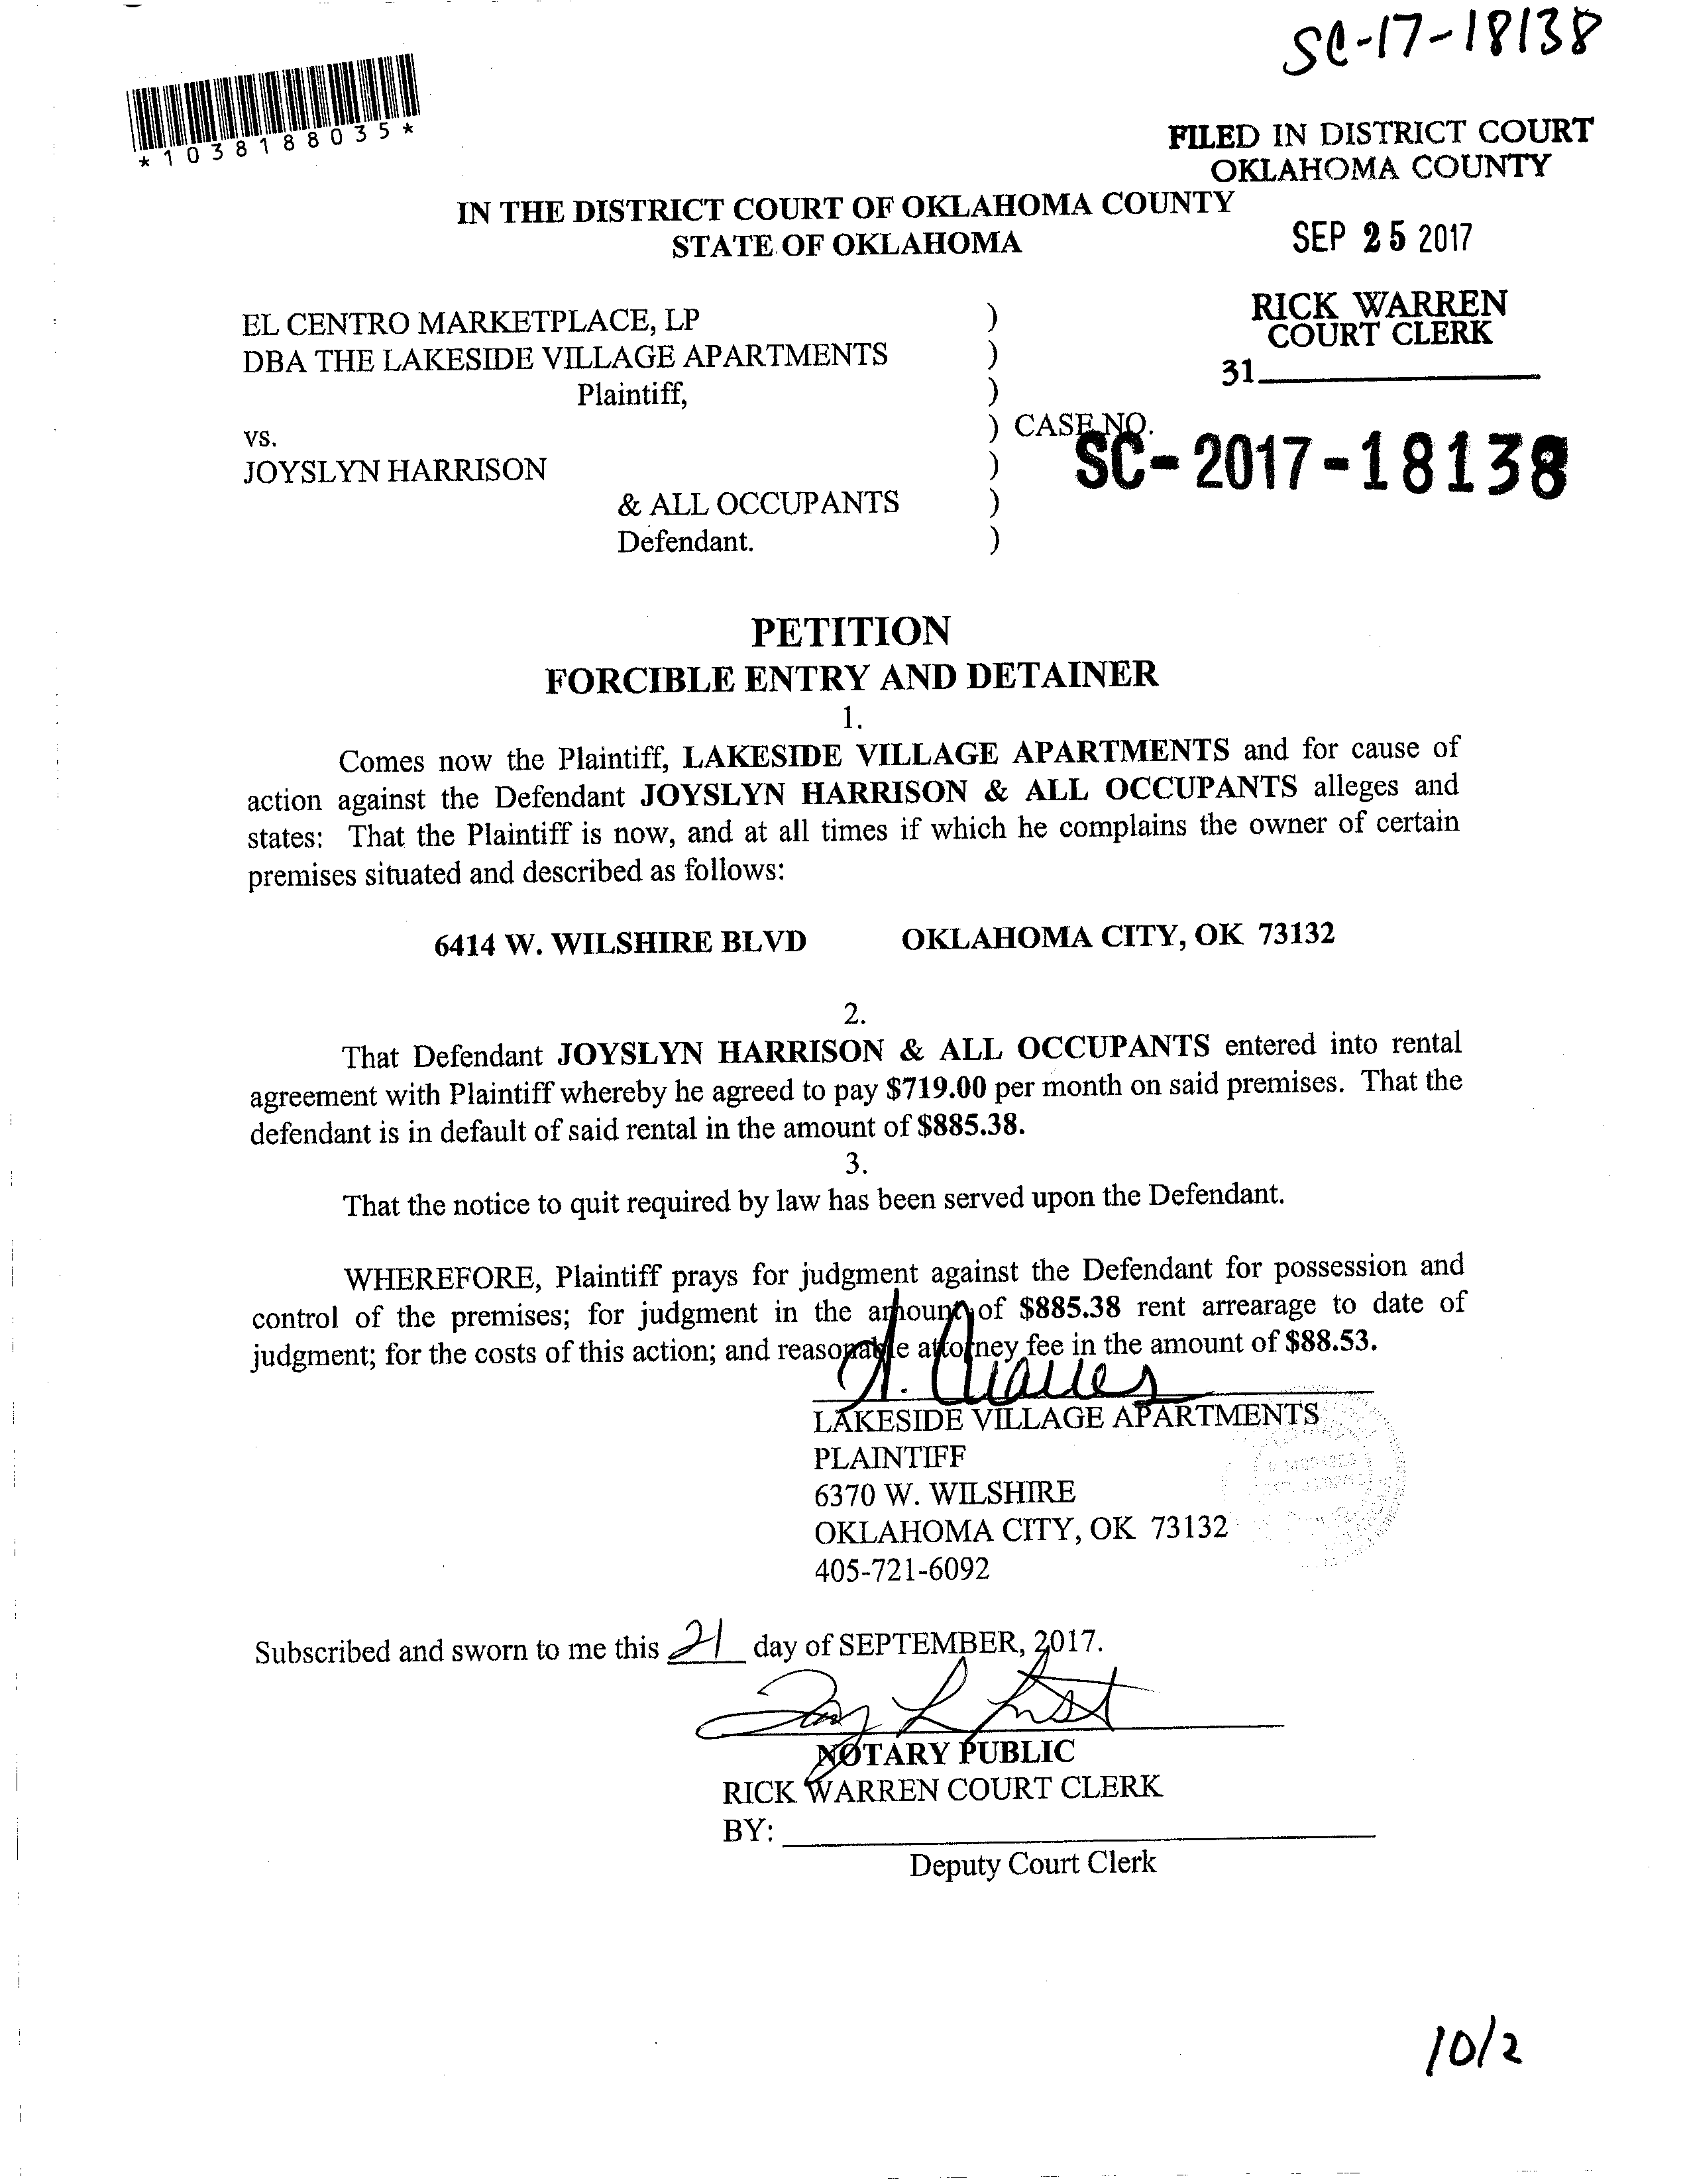 SC-17-18138
*1038188035*
FILED IN DISTRICT COURT
OKLAHOMA COUNTY
IN THE DISTRICT COURT OF OKLAHOMA COUNTY
STATE OF OKLAHOMA
SEP 25 2017
RICK WARREN
COURT CLERK
31
EL CENTRO MARKETPLACE, LP )
DBA THE LAKESIDE VILLAGE APARTMENTS )
Plaintiff, )
vs. ) CASE NO.
SC-2017-18138
JOYSLYN HARRISON )
& ALL OCCUPANTS )
Defendant. )
PETITION
FORCIBLE ENTRY AND DETAINER
1.
Comes now the Plaintiff, LAKESIDE VILLAGE APARTMENTS and for cause of
action against the Defendant JOYSLYN HARRISON & ALL OCCUPANTS alleges and
states: That the Plaintiff is now, and at all times if which he complains the owner of certain
premises situated and described as follows:
6414 W. WILSHIRE BLVD OKLAHOMA CITY, OK 73132
2.
That Defendant JOYSLYN HARRISON & ALL OCCUPANTS entered into rental
agreement with Plaintiff whereby he agreed to pay $719.00 per month on said premises. That the
defendant is in default of said rental in the amount of $885.38.
3.
That the notice to quit required by law has been served upon the Defendant.
WHEREFORE, Plaintiff prays for judgment against the Defendant for possession and
control of the premises; for judgment in the amount of $885.38 rent arrearage to date of
judgment; for the costs of this action; and reasonable attorney fee in the amount of $88.53.
LAKESIDE VILLAGE APARTMENTS
PLAINTIFF
6370 W. WILSHIRE
OKLAHOMA CITY, OK 73132
405-721-6092
Subscribed and sworn to me this 21 day of SEPTEMBER, 2017.
NOTARY PUBLIC
RICK WARREN COURT CLERK
BY:
Deputy Court Clerk
10/2